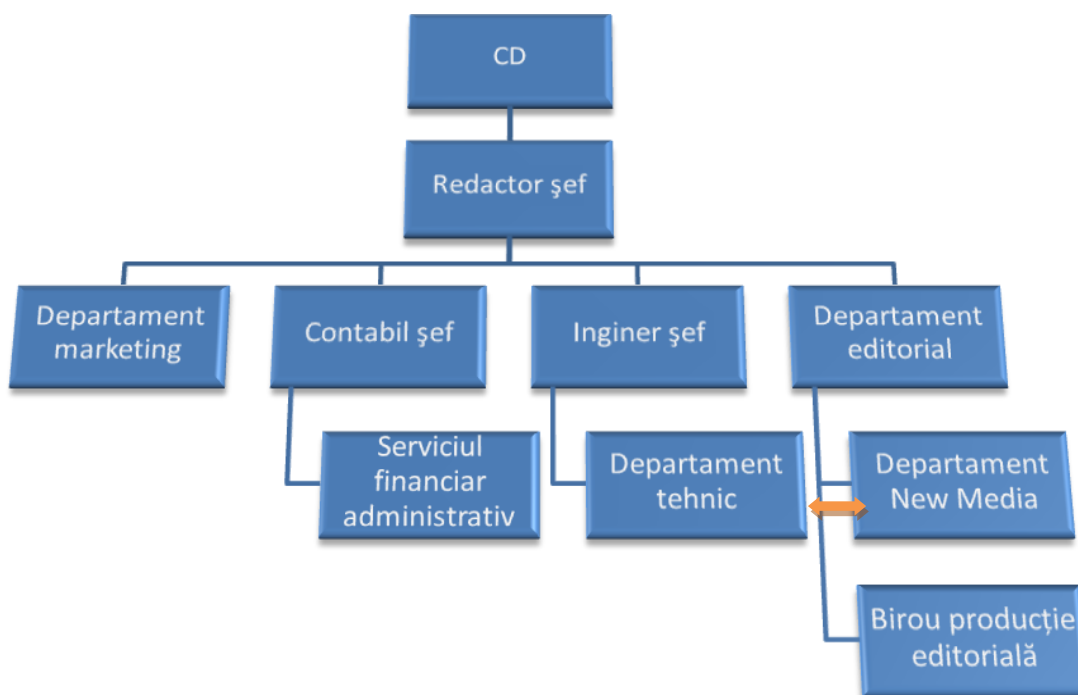 CD
Redactor şef
Departament
marketing
Contabil şef
Inginer şef
Departament
editorial
Serviciul
financiar
administrativ
Departament
tehnic
Departament
New Media
Birou producție
editorială